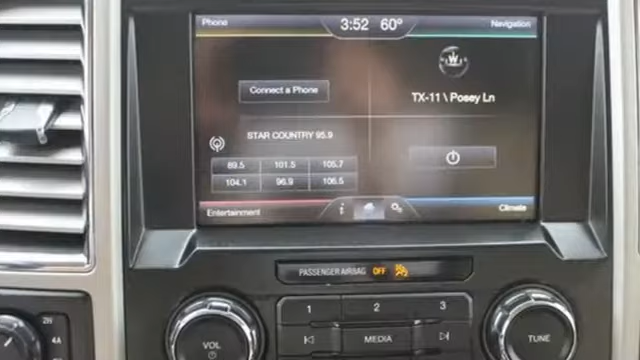 Phone 3:52 60° Navigation
W
Connect a Phone
TX-11 \ Posey Ln
STAR COUNTRY 95.9
89.5 101.5 105.7
104.1 96.9 106.5
Entertainment i Climate
PASSENGER AIRBAG OFF
1 2 3
VOL MEDIA TUNE
2H
4A